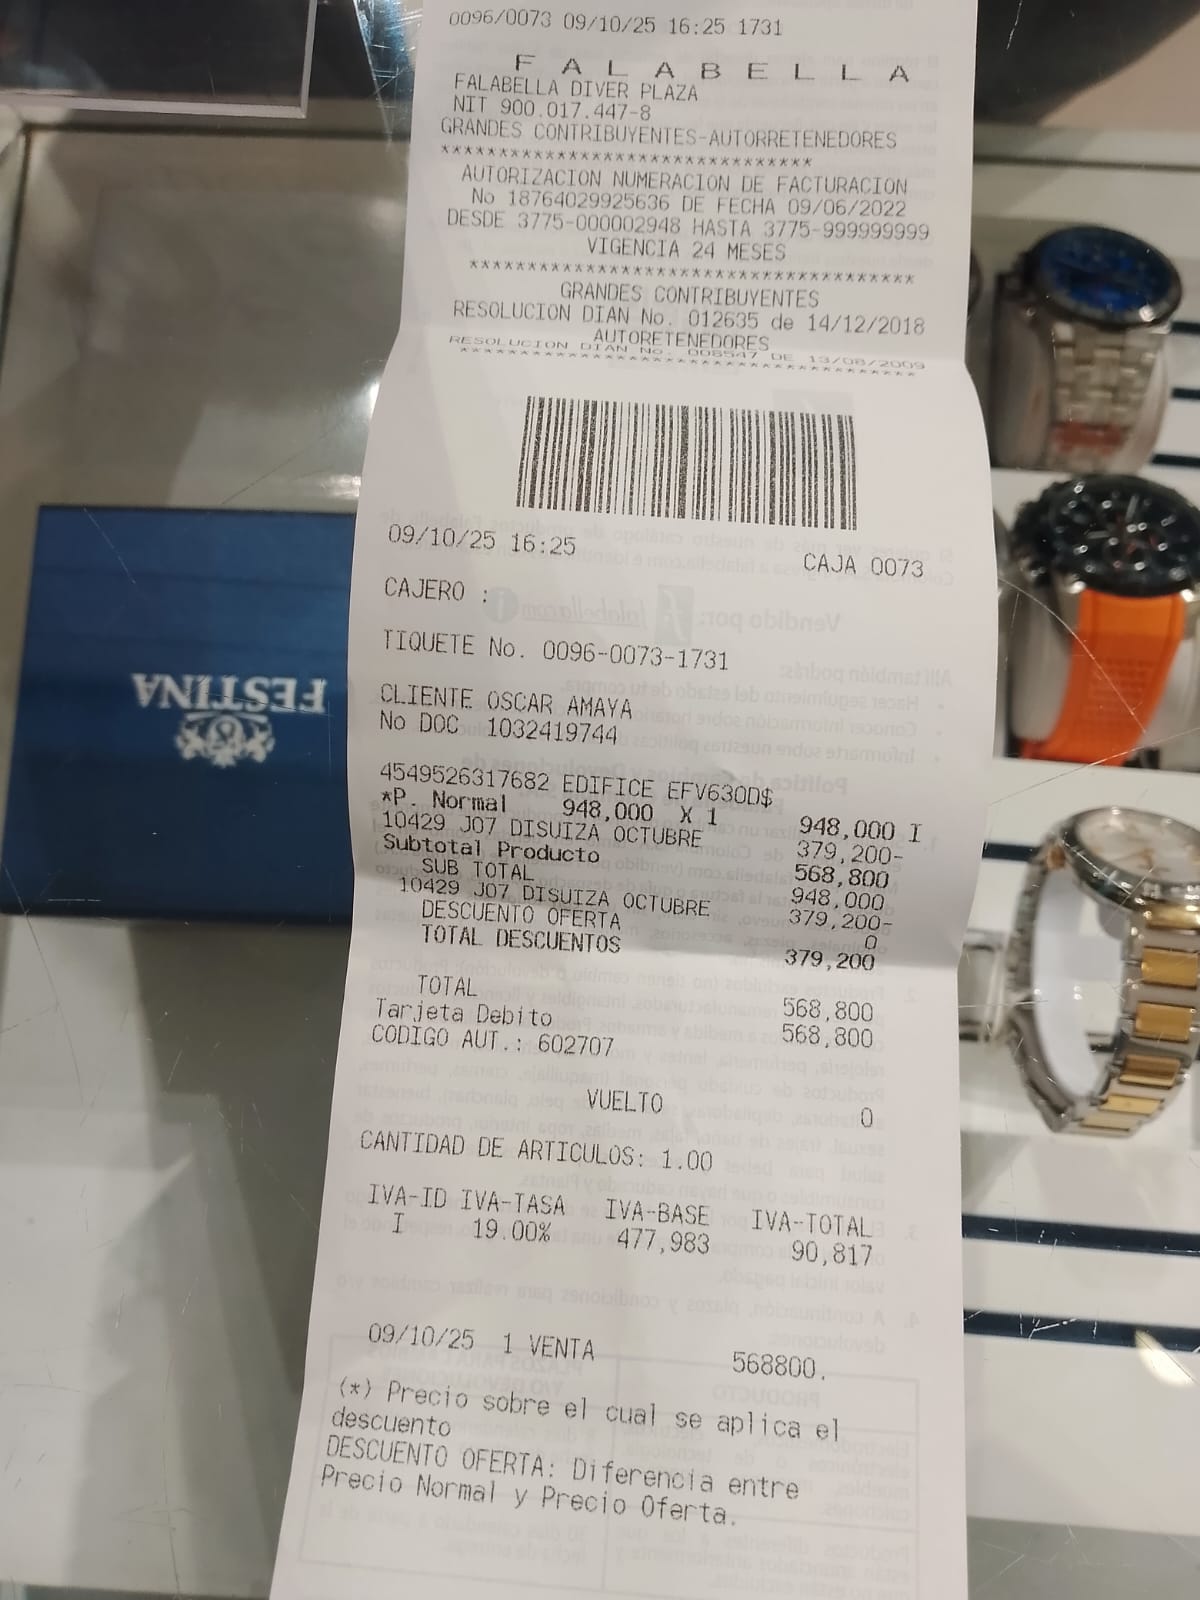 0096/0073 09/10/25 16:25 1731
F A L A B E L L A
FALABELLA DIVER PLAZA
NIT 900.017.447-8
GRANDES CONTRIBUYENTES-AUTORRETENEDORES
********************************
AUTORIZACION NUMERACION DE FACTURACION
No 18764029925636 DE FECHA 09/06/2022
DESDE 3775-000002948 HASTA 3775-999999999
VIGENCIA 24 MESES
***************************************
GRANDES CONTRIBUYENTES
RESOLUCION DIAN No. 012635 de 14/12/2018
AUTORETENEDORES
RESOLUCION DIAN No. 008547 DE 13/08/2009
***************************************
09/10/25 16:25 CAJA 0073
CAJERO :
TIQUETE No. 0096-0073-1731
CLIENTE OSCAR AMAYA
No DOC 1032419744
4549526317682 EDIFICE EFV630D$
*P. Normal 948,000 X 1 948,000 I
10429 J07 DISUIZA OCTUBRE 379,200-
Subtotal Producto 568,800
SUB TOTAL 948,000
10429 J07 DISUIZA OCTUBRE 379,200-
DESCUENTO OFERTA 0
TOTAL DESCUENTOS 379,200
TOTAL 568,800
Tarjeta Debito 568,800
CODIGO AUT.: 602707
VUELTO 0
CANTIDAD DE ARTICULOS: 1.00
IVA-ID IVA-TASA IVA-BASE IVA-TOTAL
I 19.00% 477,983 90,817
09/10/25 1 VENTA 568800.
(*) Precio sobre el cual se aplica el
descuento
DESCUENTO OFERTA: Diferencia entre
Precio Normal y Precio Oferta.
FESTINA